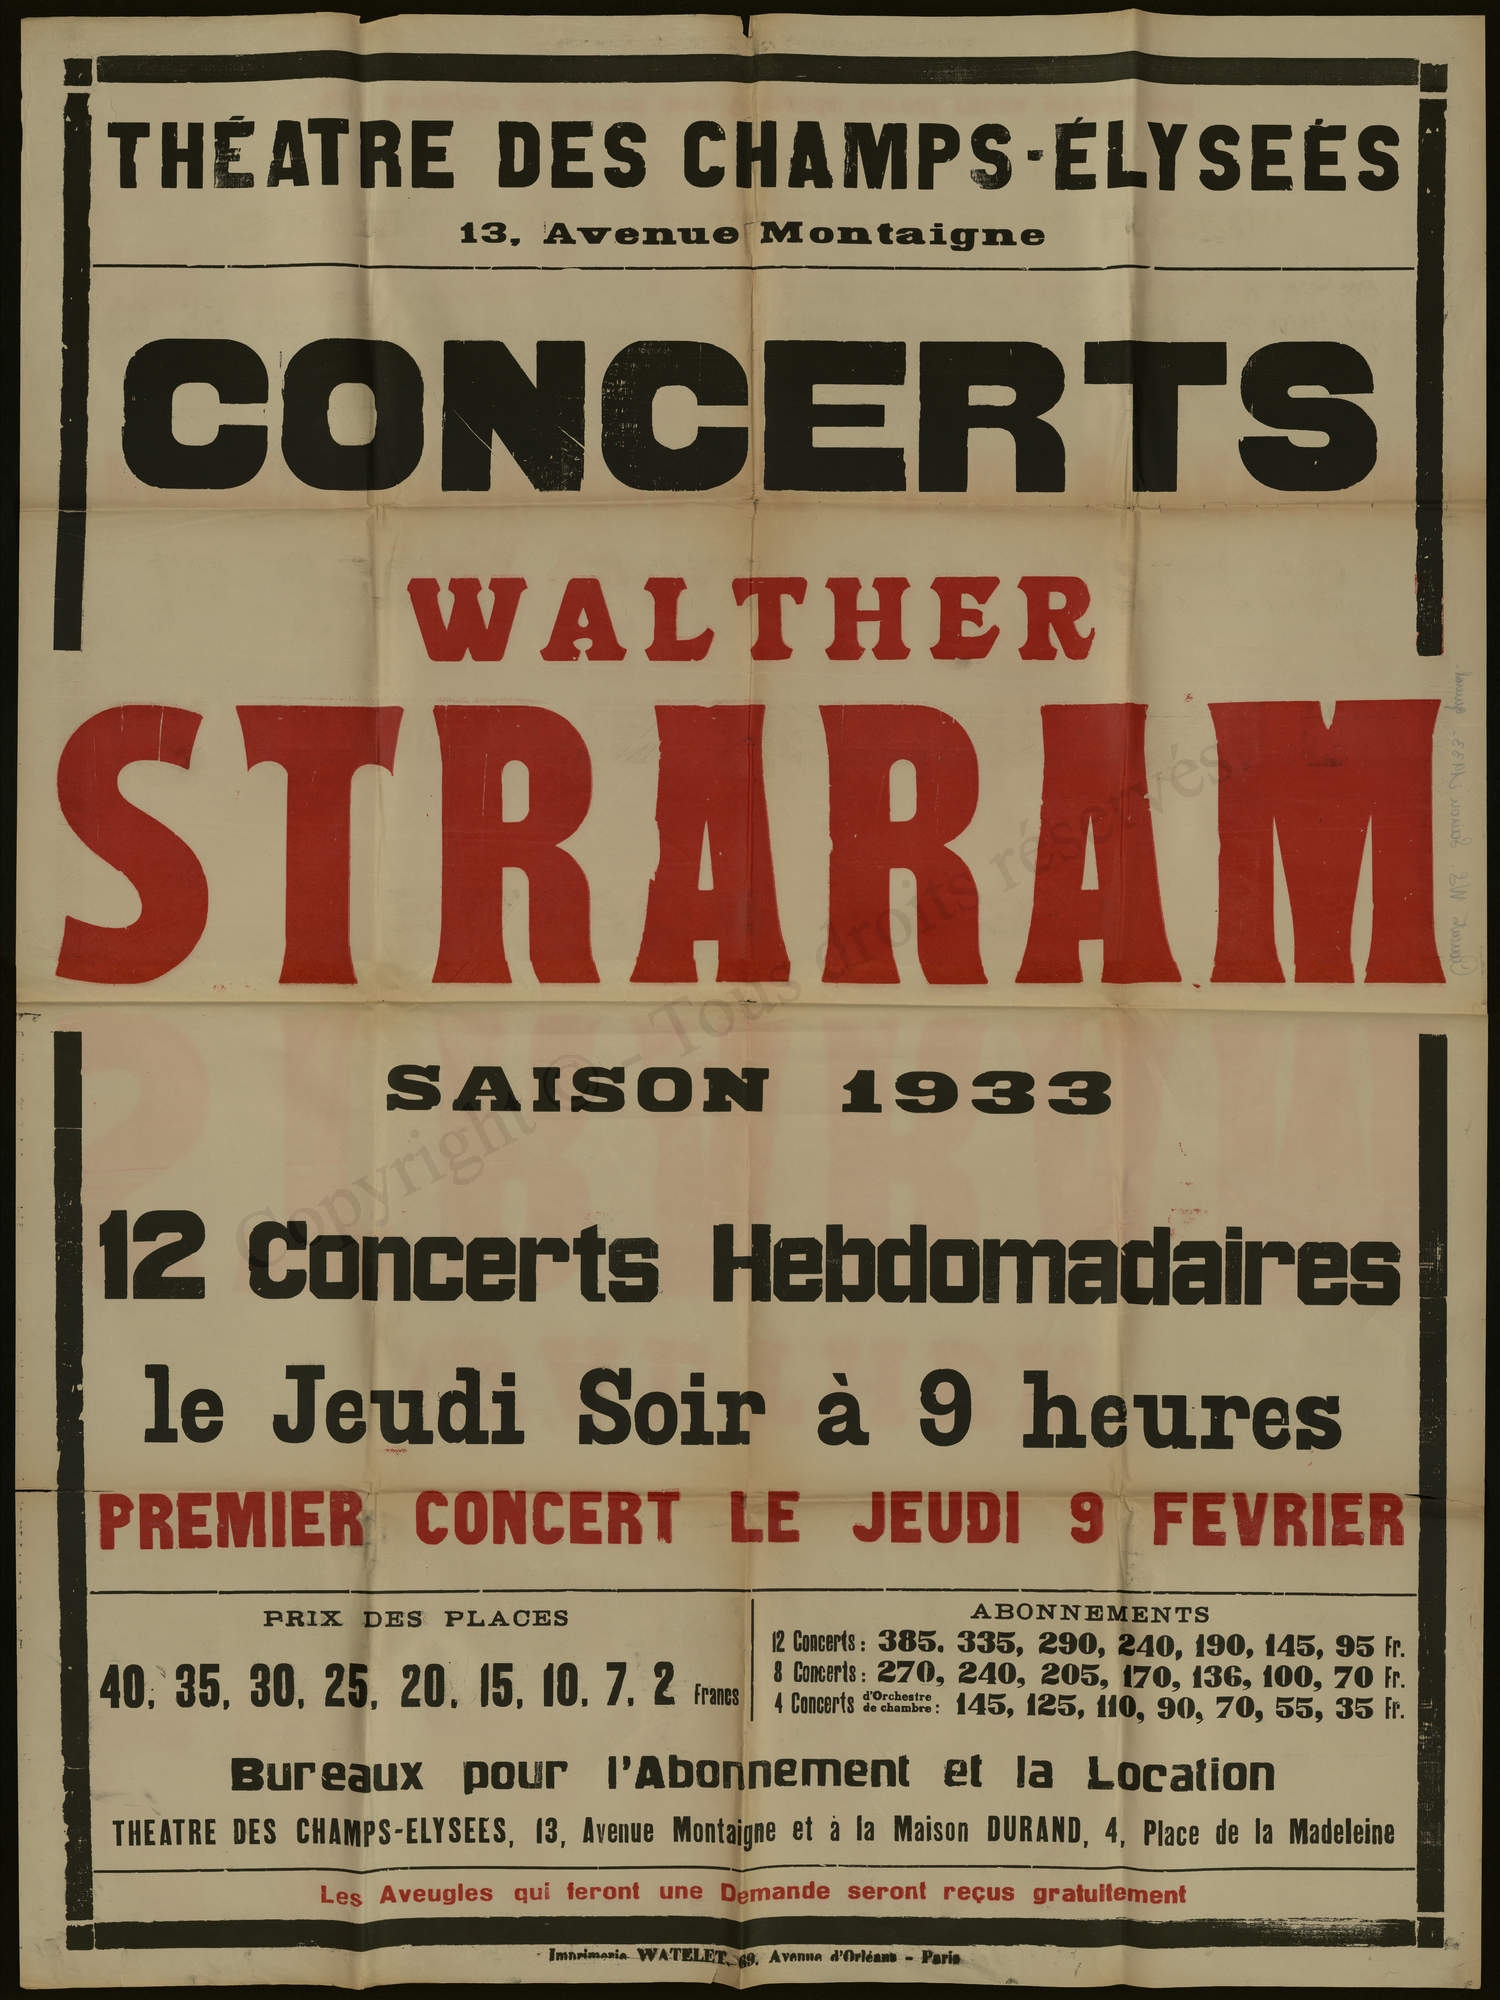 THÉATRE DES CHAMPS-ÉLYSEÉS
13, Avenue Montaigne
CONCERTS
WALTHER
STRARAM
SAISON 1933
12 Concerts Hebdomadaires
le Jeudi Soir à 9 heures
PREMIER CONCERT LE JEUDI 9 FEVRIER
PRIX DES PLACES
40, 35, 30, 25, 20, 15, 10, 7, 2 Francs
ABONNEMENTS
12 Concerts : 385. 335, 290, 240, 190, 145, 95 Fr.
8 Concerts : 270, 240, 205, 170, 136, 100, 70 Fr.
4 Concerts d'Orchestre de chambre : 145, 125, 110, 90, 70, 55, 35 Fr.
Bureaux pour l'Abonnement et la Location
THEATRE DES CHAMPS-ELYSEES, 13, Avenue Montaigne et à la Maison DURAND, 4, Place de la Madeleine
Les Aveugles qui feront une Demande seront reçus gratuitement
Imprimerie WATELET, 69, Avenue d'Orléans - Paris
Copyright © - Tous droits réservés.